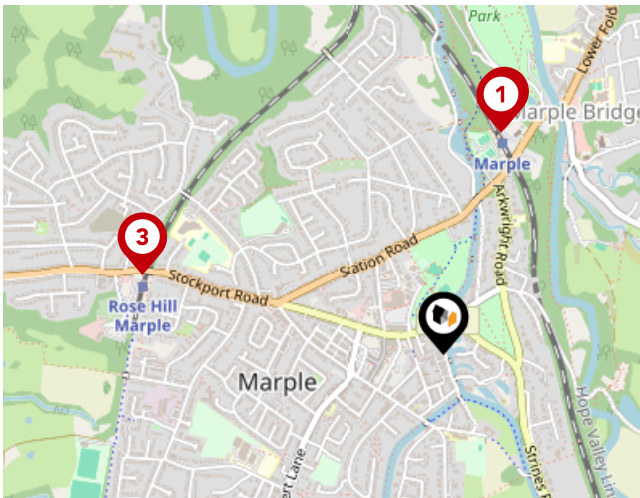 Park
Lower Fold
1
Marple Bridge
Marple
Arkwright Road
3
Station Road
Stockport Road
Rose Hill
Marple
Marple
Hope Valley Lin
Strines
ert Lane